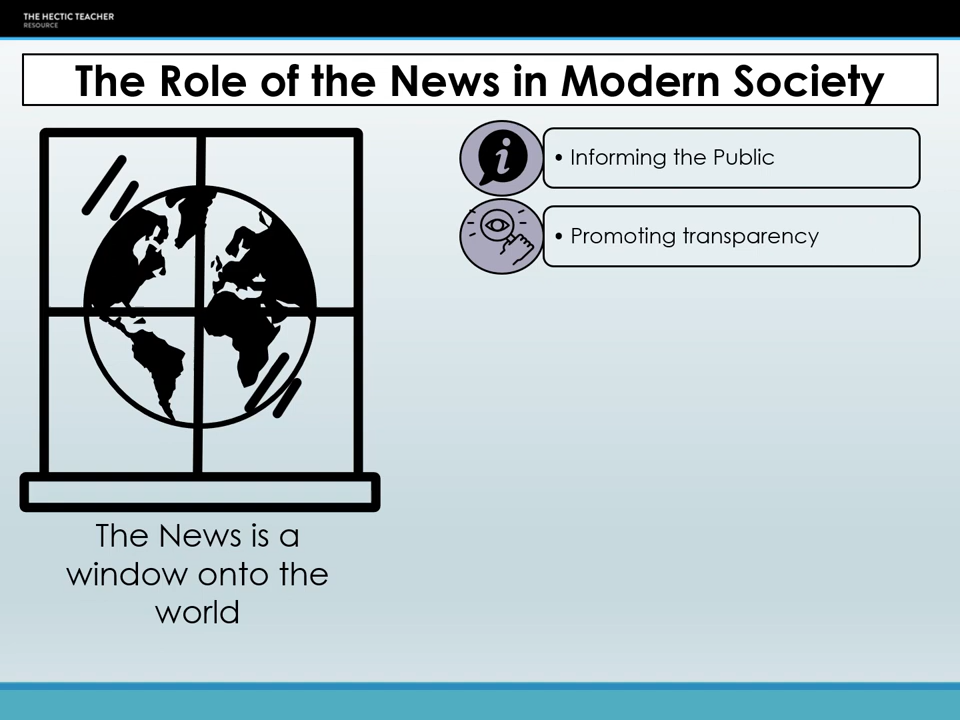 THE HECTIC TEACHER
RESOURCE
The Role of the News in Modern Society
• Informing the Public
• Promoting transparency
The News is a
window onto the
world